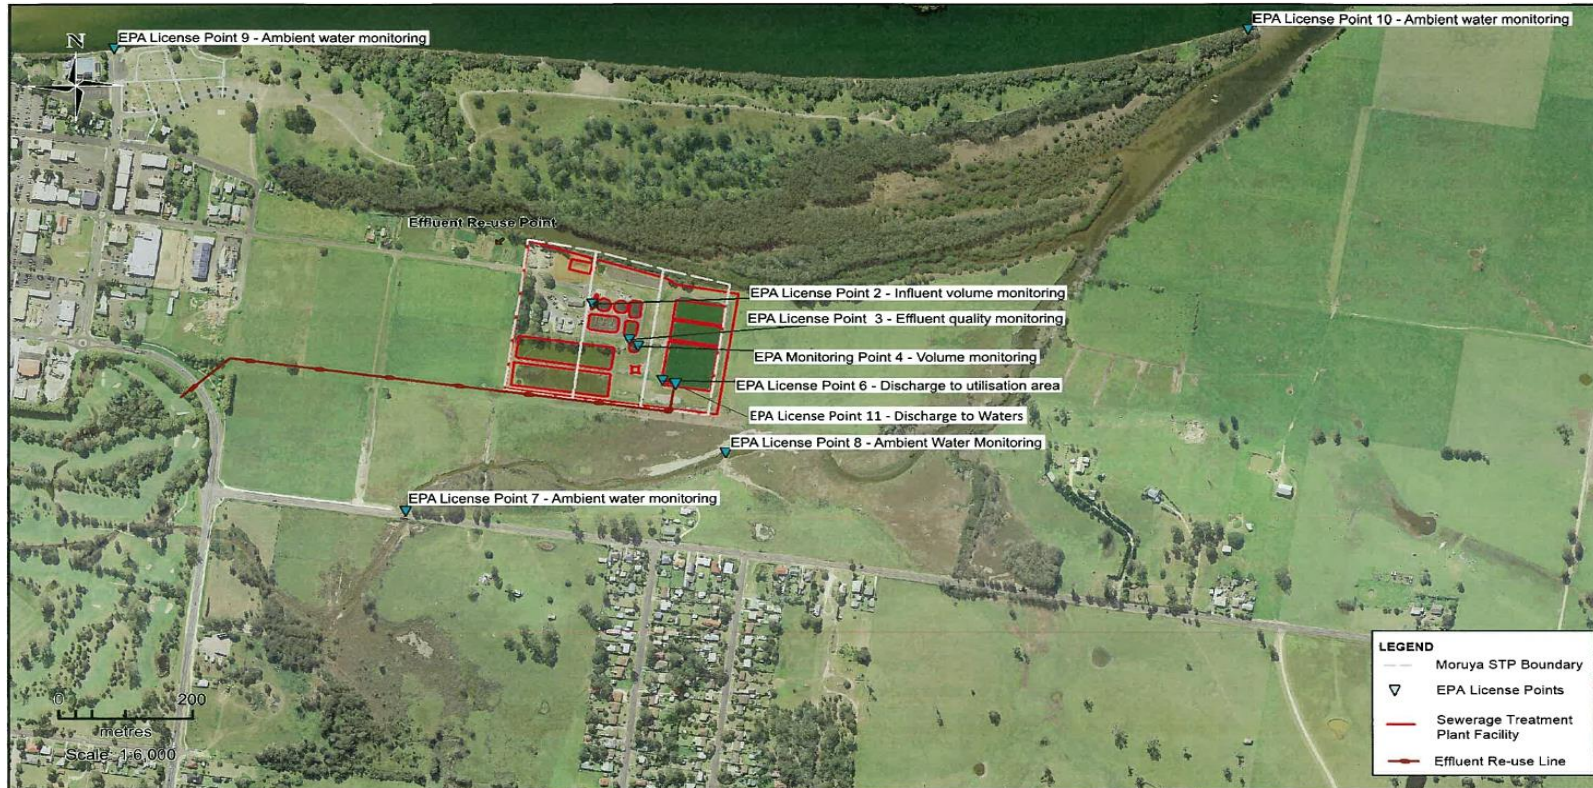 EPA License Point 10 - Ambient water monitoring
EPA License Point 9 - Ambient water monitoring
N
Effluent Re-use Point
EPA License Point 2 - Influent volume monitoring
EPA License Point 3 - Effluent quality monitoring
EPA Monitoring Point 4 - Volume monitoring
EPA License Point 6 - Discharge to utilisation area
EPA License Point 11 - Discharge to Waters
EPA License Point 8 - Ambient Water Monitoring
EPA License Point 7 - Ambient water monitoring
0 200
metres
Scale 1:6,000
LEGEND
Moruya STP Boundary
EPA License Points
Sewerage Treatment
Plant Facility
Effluent Re-use Line